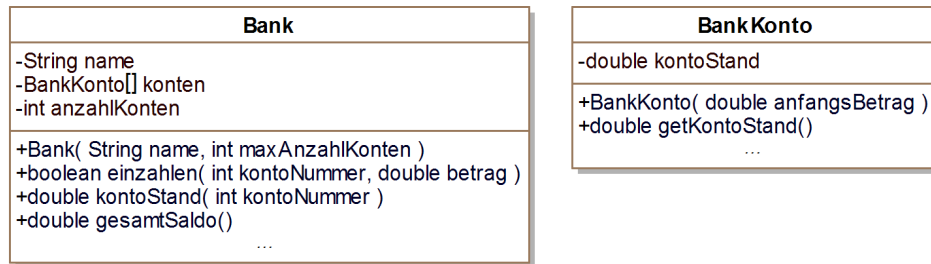 Bank
-String name
-BankKonto[] konten
-int anzahlKonten
+Bank( String name, int maxAnzahlKonten )
+boolean einzahlen( int kontoNummer, double betrag )
+double kontoStand( int kontoNummer )
+double gesamtSaldo()
...
BankKonto
-double kontoStand
+BankKonto( double anfangsBetrag )
+double getKontoStand()
...